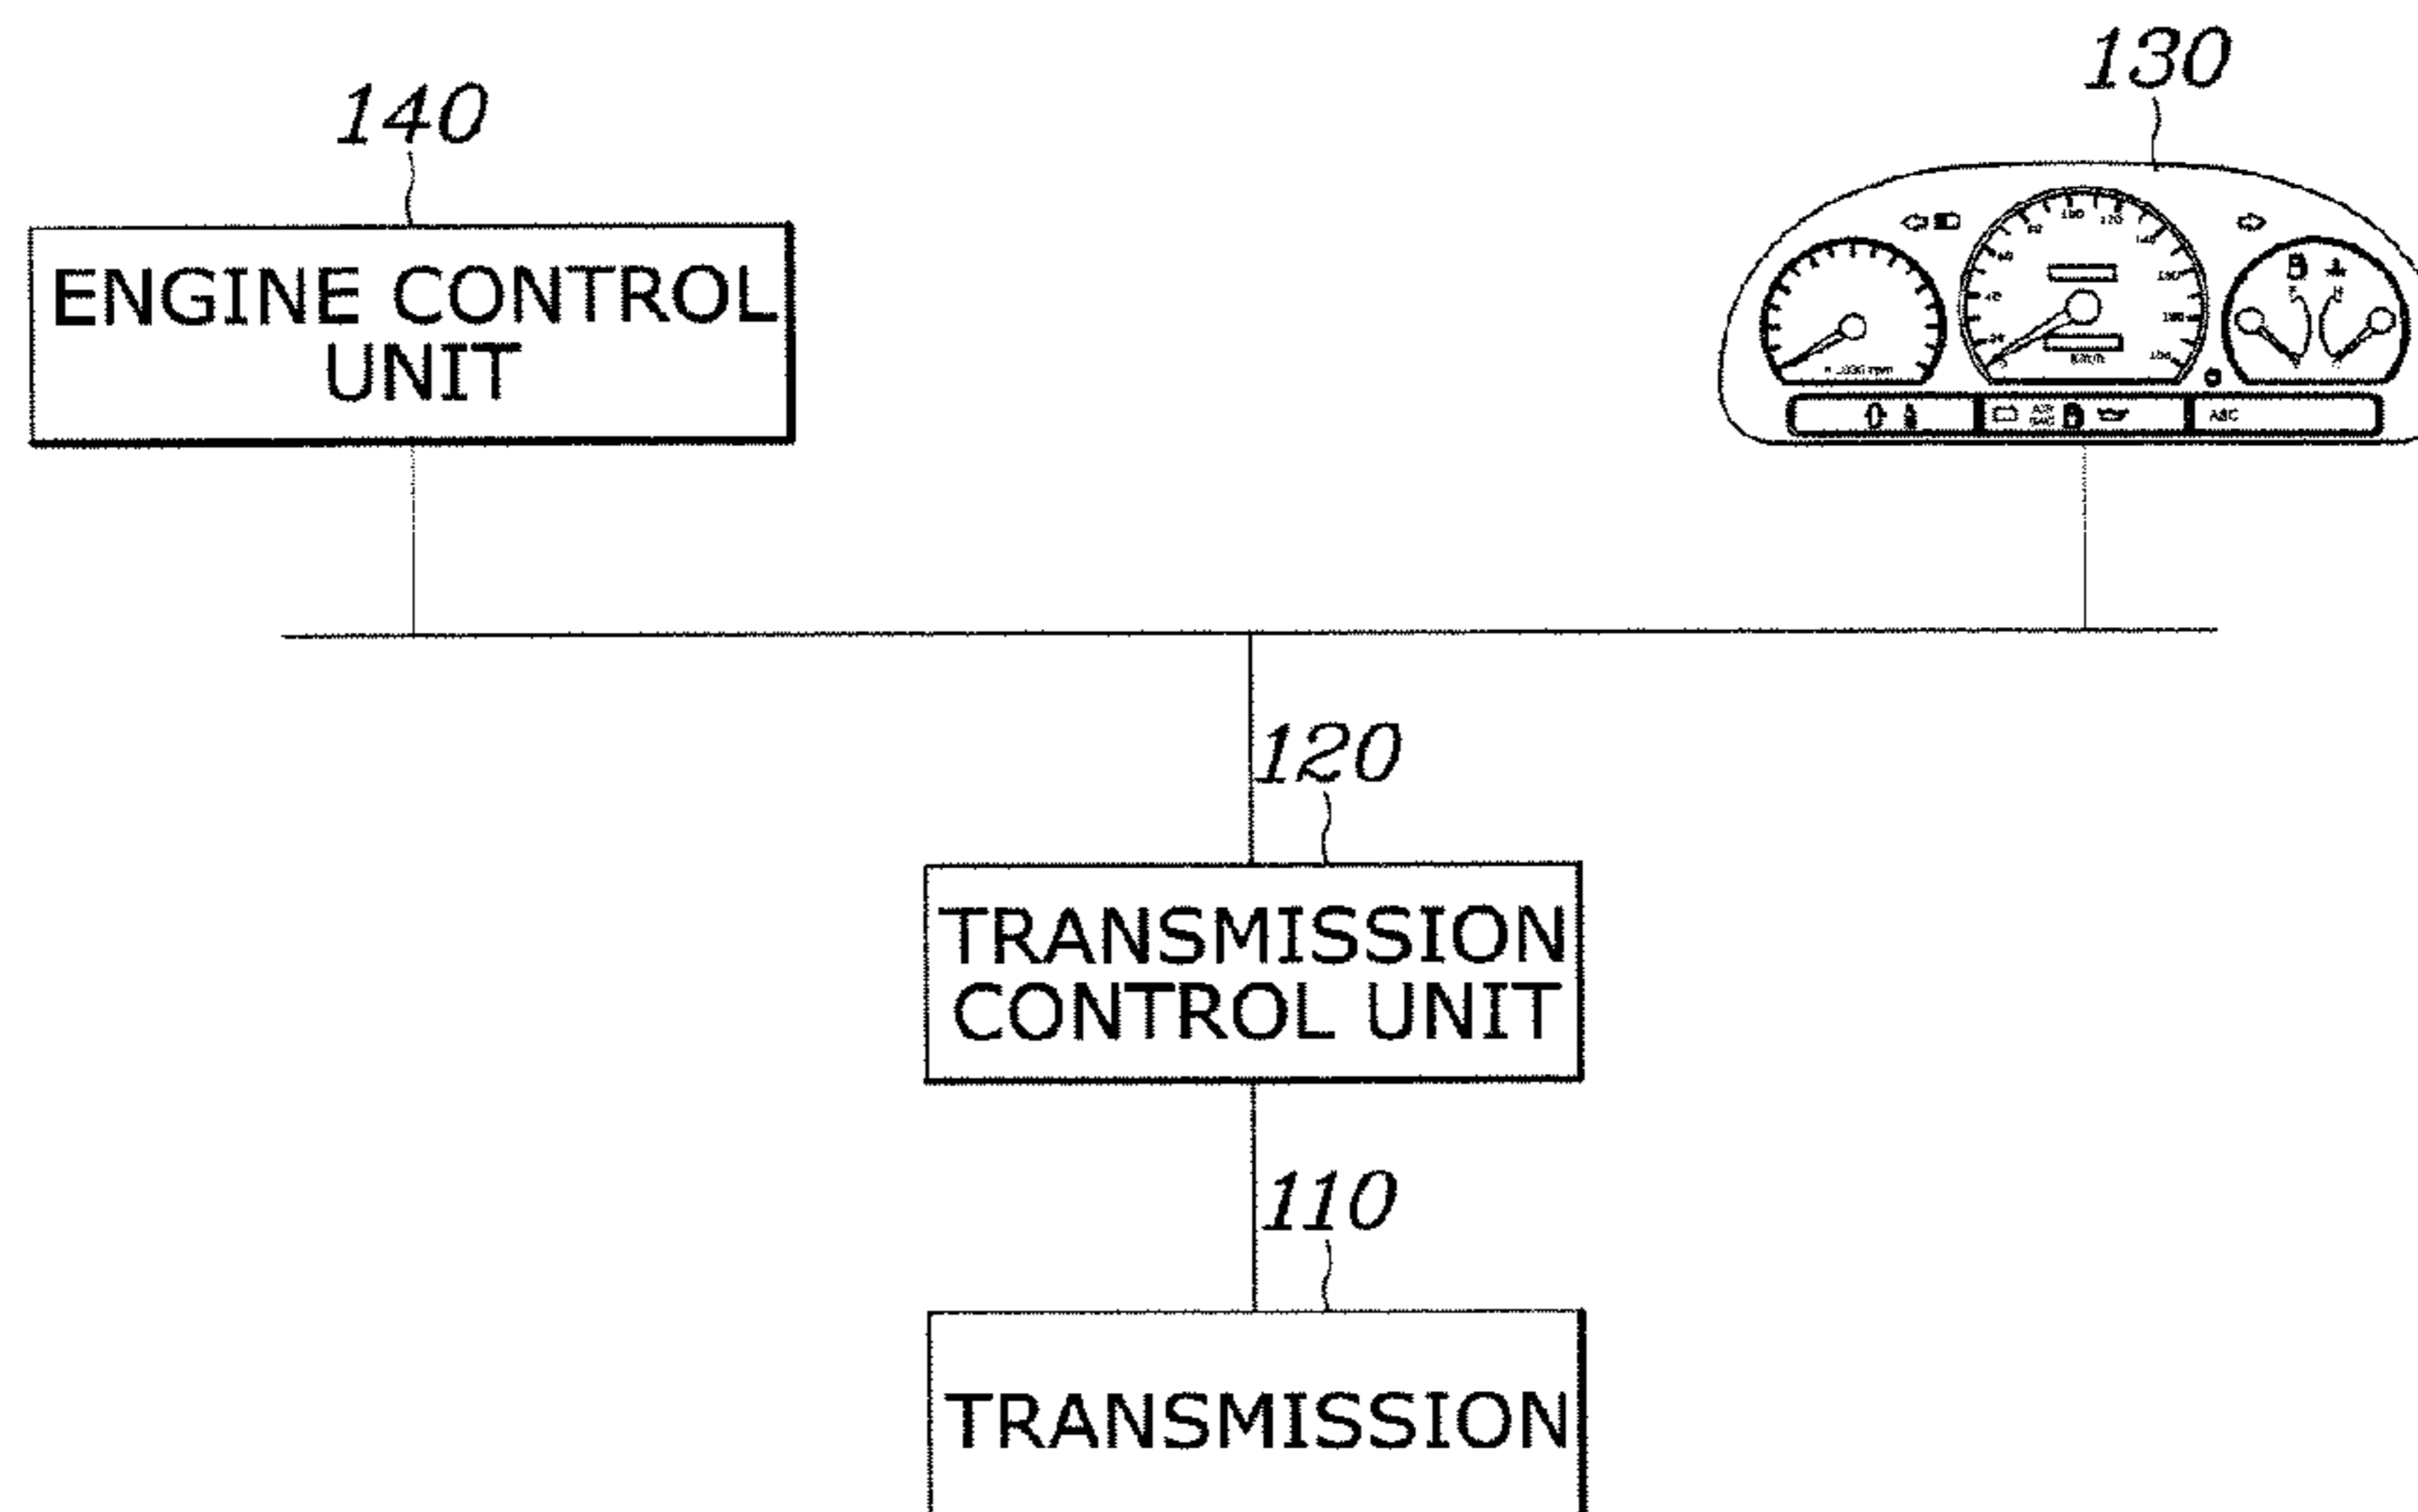 140
130
ENGINE CONTROL
UNIT
120
TRANSMISSION
CONTROL UNIT
110
TRANSMISSION